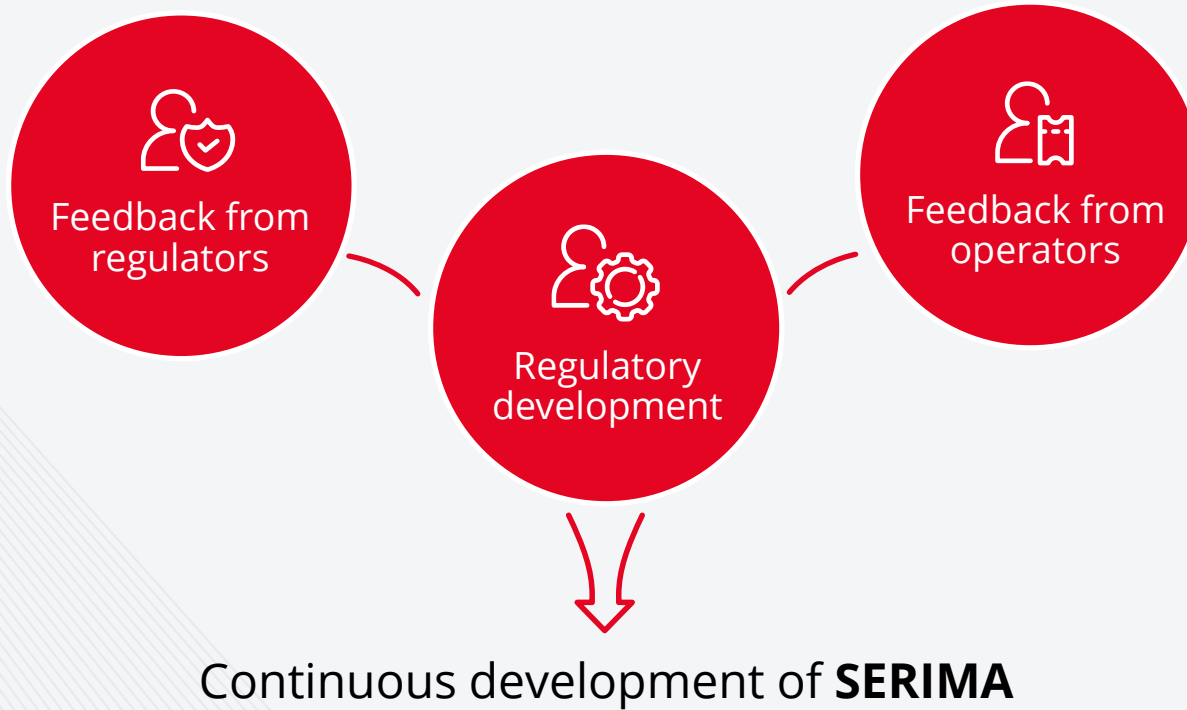 Feedback from
regulators
Feedback from
operators
Regulatory
development
Continuous development of SERIMA